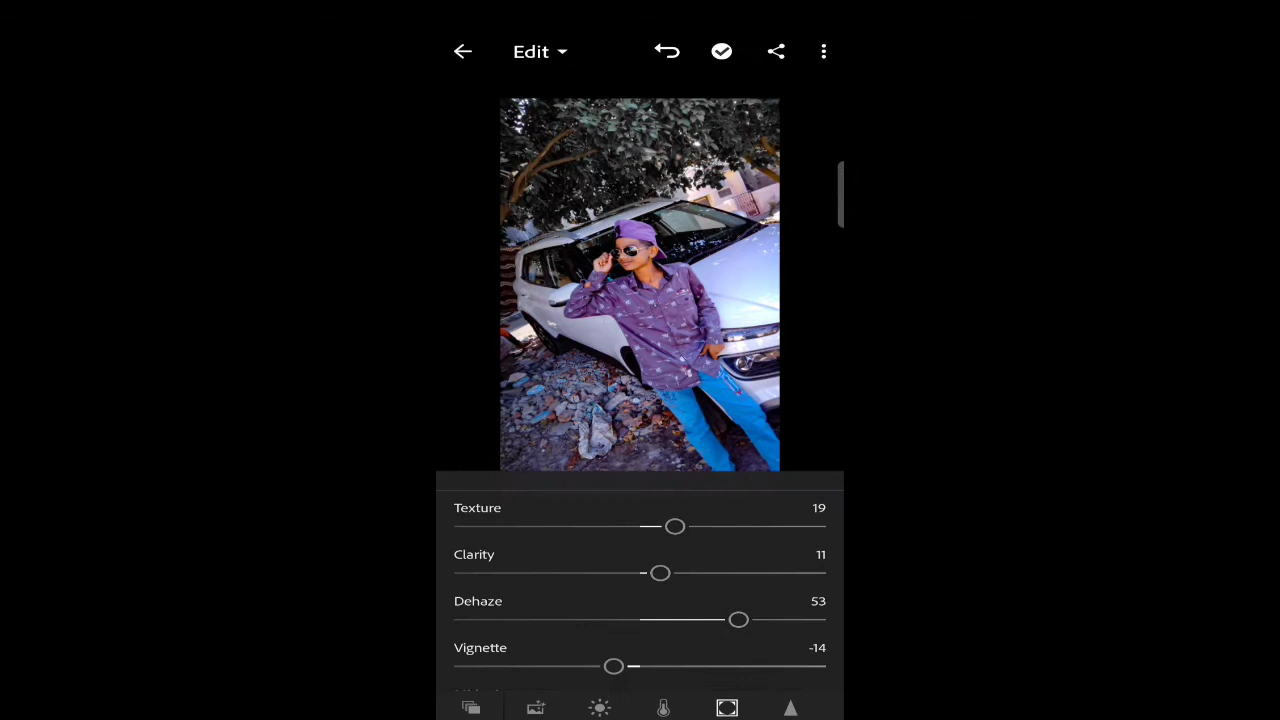 Edit
Texture 19
Clarity 11
Dehaze 53
Vignette -14